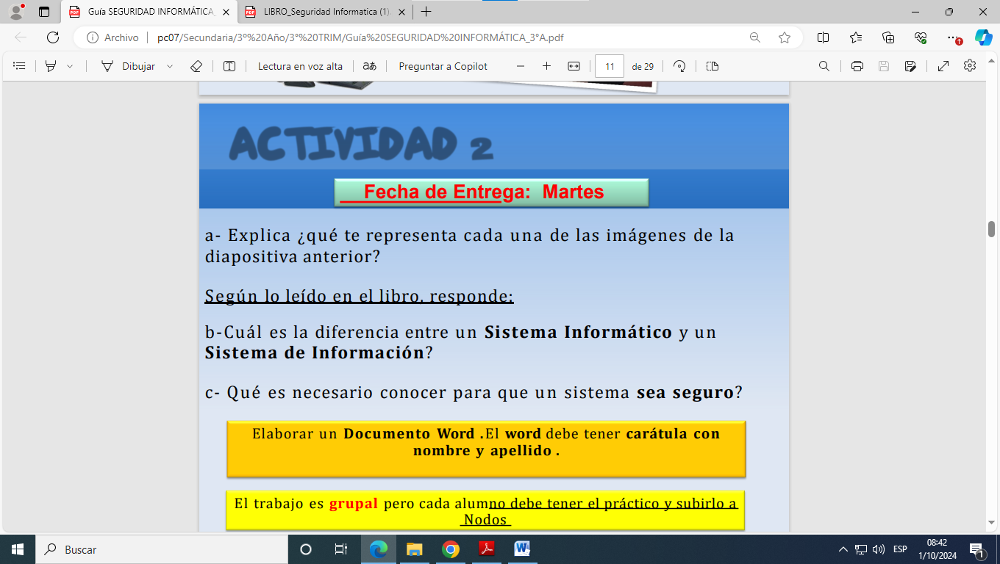 Guía SEGURIDAD INFORMÁTICA_
LIBRO_Seguridad Informatica (1)
Archivo
pc07/Secundaria/3º%20Año/3°%20TRIM/Guía%20SEGURIDAD%20INFORMÁTICA_3°A.pdf
Dibujar
Lectura en voz alta
aあ
Preguntar a Copilot
11
de 29
ACTIVIDAD 2
Fecha de Entrega: Martes
a- Explica ¿qué te representa cada una de las imágenes de la
diapositiva anterior?
Según lo leído en el libro, responde:
b-Cuál es la diferencia entre un Sistema Informático y un
Sistema de Información?
c- Qué es necesario conocer para que un sistema sea seguro?
Elaborar un Documento Word .El word debe tener carátula con
nombre y apellido .
El trabajo es grupal pero cada alumno debe tener el práctico y subirlo a
Nodos
Buscar
ESP
08:42
1/10/2024
1